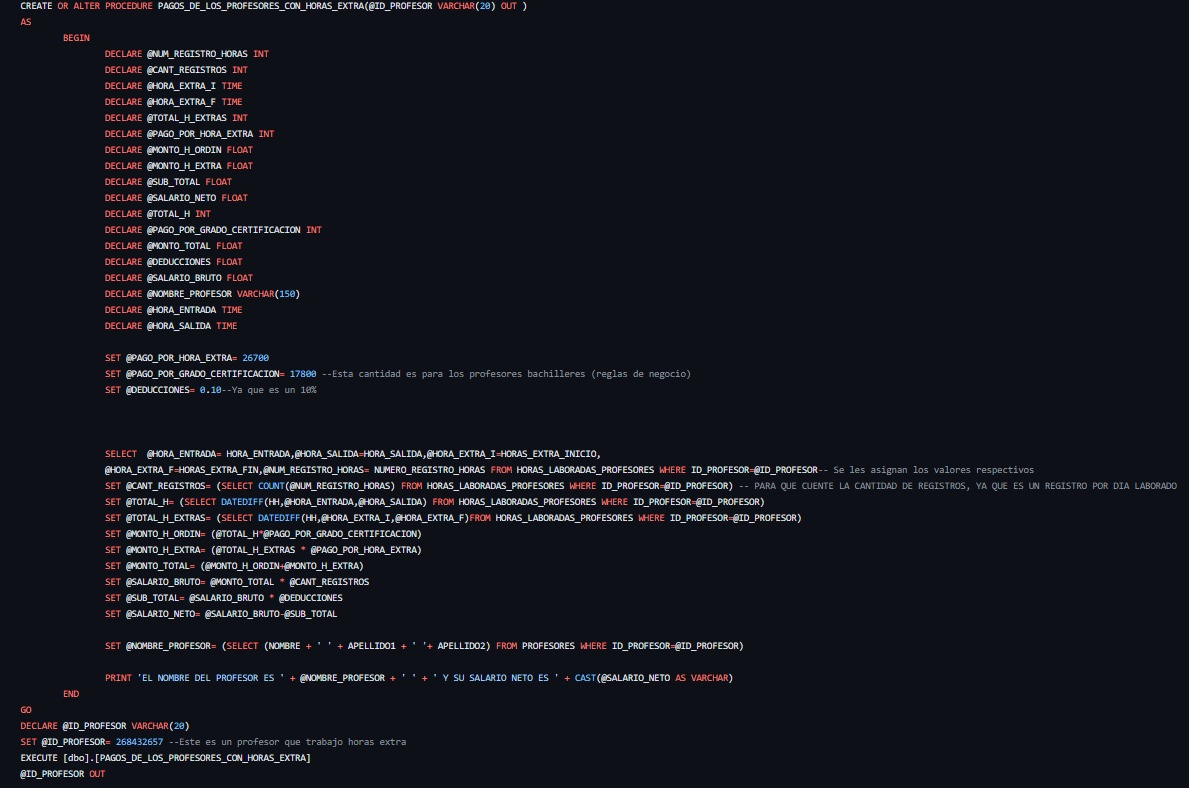 CREATE OR ALTER PROCEDURE PAGOS_DE_LOS_PROFESORES_CON_HORAS_EXTRA(@ID_PROFESOR VARCHAR(20) OUT )
AS
BEGIN
DECLARE @NUM_REGISTRO_HORAS INT
DECLARE @CANT_REGISTROS INT
DECLARE @HORA_EXTRA_I TIME
DECLARE @HORA_EXTRA_F TIME
DECLARE @TOTAL_H_EXTRAS INT
DECLARE @PAGO_POR_HORA_EXTRA INT
DECLARE @MONTO_H_ORDIN FLOAT
DECLARE @MONTO_H_EXTRA FLOAT
DECLARE @SUB_TOTAL FLOAT
DECLARE @SALARIO_NETO FLOAT
DECLARE @TOTAL_H INT
DECLARE @PAGO_POR_GRADO_CERTIFICACION INT
DECLARE @MONTO_TOTAL FLOAT
DECLARE @DEDUCCIONES FLOAT
DECLARE @SALARIO_BRUTO FLOAT
DECLARE @NOMBRE_PROFESOR VARCHAR(150)
DECLARE @HORA_ENTRADA TIME
DECLARE @HORA_SALIDA TIME
SET @PAGO_POR_HORA_EXTRA= 26700
SET @PAGO_POR_GRADO_CERTIFICACION= 17800 --Esta cantidad es para los profesores bachilleres (reglas de negocio)
SET @DEDUCCIONES= 0.10--Ya que es un 10%
SELECT  @HORA_ENTRADA= HORA_ENTRADA,@HORA_SALIDA=HORA_SALIDA,@HORA_EXTRA_I=HORAS_EXTRA_INICIO,
@HORA_EXTRA_F=HORAS_EXTRA_FIN,@NUM_REGISTRO_HORAS= NUMERO_REGISTRO_HORAS FROM HORAS_LABORADAS_PROFESORES WHERE ID_PROFESOR=@ID_PROFESOR-- Se les asignan los valores respectivos
SET @CANT_REGISTROS= (SELECT COUNT(@NUM_REGISTRO_HORAS) FROM HORAS_LABORADAS_PROFESORES WHERE ID_PROFESOR=@ID_PROFESOR) -- PARA QUE CUENTE LA CANTIDAD DE REGISTROS, YA QUE ES UN REGISTRO POR DIA LABORADO
SET @TOTAL_H= (SELECT DATEDIFF(HH,@HORA_ENTRADA,@HORA_SALIDA) FROM HORAS_LABORADAS_PROFESORES WHERE ID_PROFESOR=@ID_PROFESOR)
SET @TOTAL_H_EXTRAS= (SELECT DATEDIFF(HH,@HORA_EXTRA_I,@HORA_EXTRA_F)FROM HORAS_LABORADAS_PROFESORES WHERE ID_PROFESOR=@ID_PROFESOR)
SET @MONTO_H_ORDIN= (@TOTAL_H*@PAGO_POR_GRADO_CERTIFICACION)
SET @MONTO_H_EXTRA= (@TOTAL_H_EXTRAS * @PAGO_POR_HORA_EXTRA)
SET @MONTO_TOTAL= (@MONTO_H_ORDIN+@MONTO_H_EXTRA)
SET @SALARIO_BRUTO= @MONTO_TOTAL * @CANT_REGISTROS
SET @SUB_TOTAL= @SALARIO_BRUTO * @DEDUCCIONES
SET @SALARIO_NETO= @SALARIO_BRUTO-@SUB_TOTAL
SET @NOMBRE_PROFESOR= (SELECT (NOMBRE + ' ' + APELLIDO1 + ' '+ APELLIDO2) FROM PROFESORES WHERE ID_PROFESOR=@ID_PROFESOR)
PRINT 'EL NOMBRE DEL PROFESOR ES ' + @NOMBRE_PROFESOR + ' ' + ' Y SU SALARIO NETO ES ' + CAST(@SALARIO_NETO AS VARCHAR)
END
GO
DECLARE @ID_PROFESOR VARCHAR(20)
SET @ID_PROFESOR= 268432657 --Este es un profesor que trabajo horas extra
EXECUTE [dbo].[PAGOS_DE_LOS_PROFESORES_CON_HORAS_EXTRA]
@ID_PROFESOR OUT